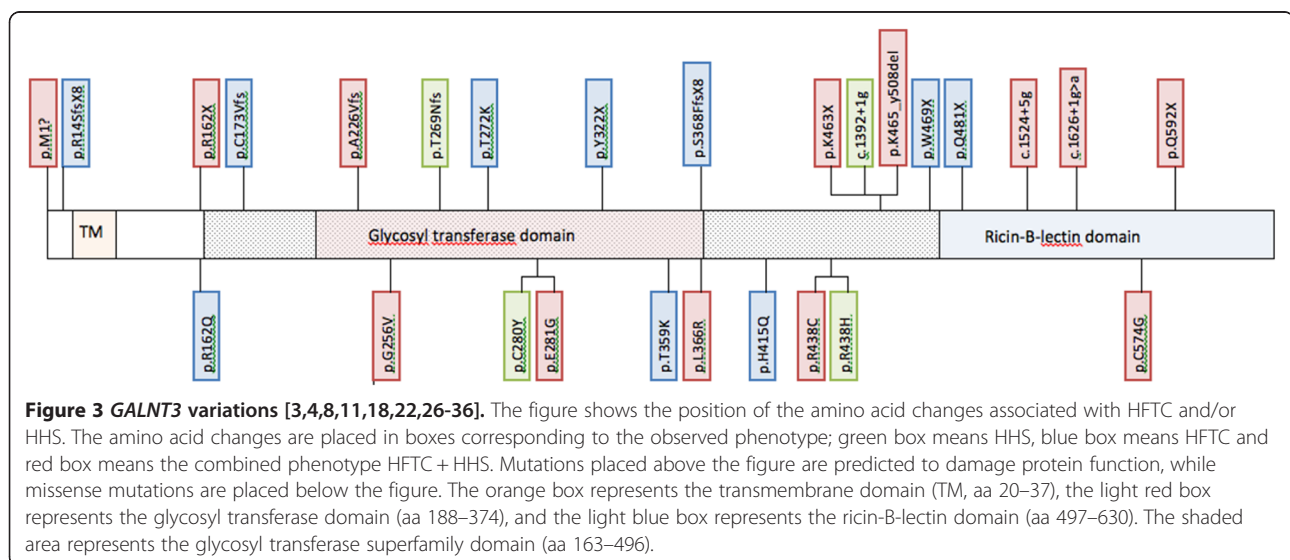 p.M1?
p.R145fsX8
p.R162X
p.C173Vfs
p.A226Vfs
p.T269Nfs
p.T272K
p.Y322X
p.S368FfsX8
p.K463X
c.1392+1g
p.K465_y508del
p.W469X
p.Q481X
c.1524+5g
c.1626+1g>a
p.Q592X
TM
Glycosyl transferase domain
Ricin-B-lectin domain
p.R162Q
p.G256V
p.C280Y
p.E281G
p.T359K
p.L366R
p.H415Q
p.R438C
p.R438H
p.C574G
Figure 3 GALNT3 variations [3,4,8,11,18,22,26-36]. The figure shows the position of the amino acid changes associated with HFTC and/or
HHS. The amino acid changes are placed in boxes corresponding to the observed phenotype; green box means HHS, blue box means HFTC and
red box means the combined phenotype HFTC + HHS. Mutations placed above the figure are predicted to damage protein function, while
missense mutations are placed below the figure. The orange box represents the transmembrane domain (TM, aa 20–37), the light red box
represents the glycosyl transferase domain (aa 188–374), and the light blue box represents the ricin-B-lectin domain (aa 497–630). The shaded
area represents the glycosyl transferase superfamily domain (aa 163–496).